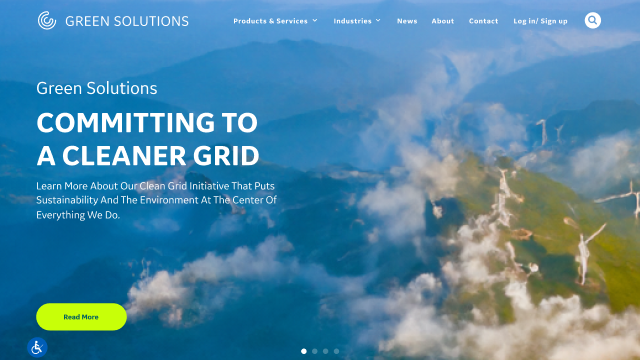 GREEN SOLUTIONS
Products & Services
Industries
News
About
Contact
Log in/ Sign up
Green Solutions
COMMITTING TO
A CLEANER GRID
Learn More About Our Clean Grid Initiative That Puts
Sustainability And The Environment At The Center Of
Everything We Do.
Read More